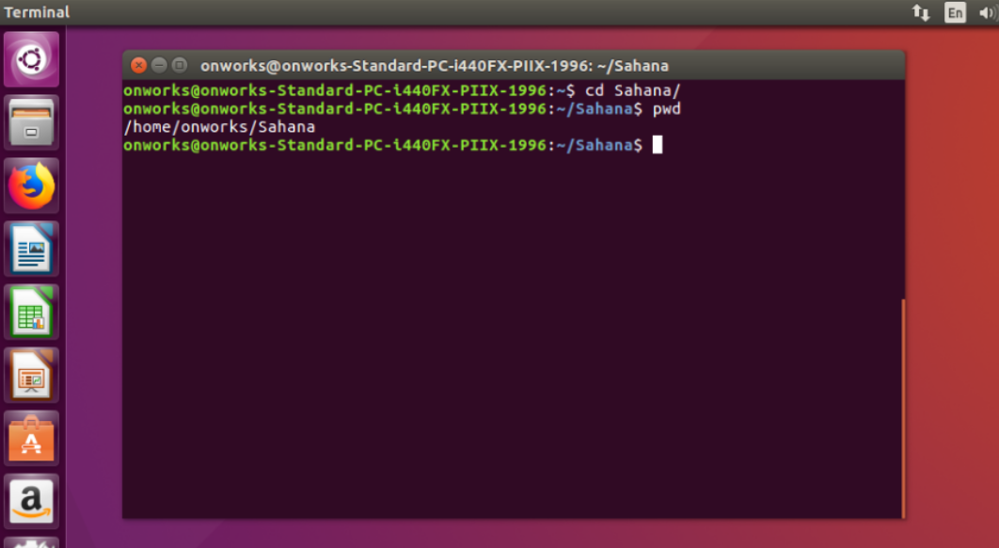 Terminal
En
onworks@onworks-Standard-PC-i440FX-PIIX-1996: ~/Sahana
onworks@onworks-Standard-PC-i440FX-PIIX-1996:~$ cd Sahana/
onworks@onworks-Standard-PC-i440FX-PIIX-1996:~/Sahana$ pwd
/home/onworks/Sahana
onworks@onworks-Standard-PC-i440FX-PIIX-1996:~/Sahana$
A
a